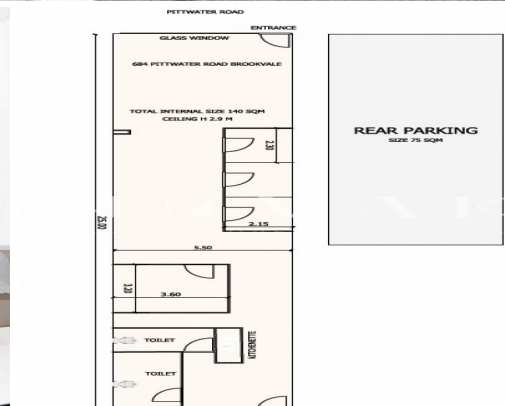 PITTWATER ROAD
ENTRANCE
GLASS WINDOW
684 PITTWATER ROAD BROOKVALE
TOTAL INTERNAL SIZE 140 SQM
CEILING H 2.9 M
2.30
REAR PARKING
SIZE 75 SQM
25.00
2.15
5.50
3.20
3.60
TOILET
KITCHENETTE
TOILET